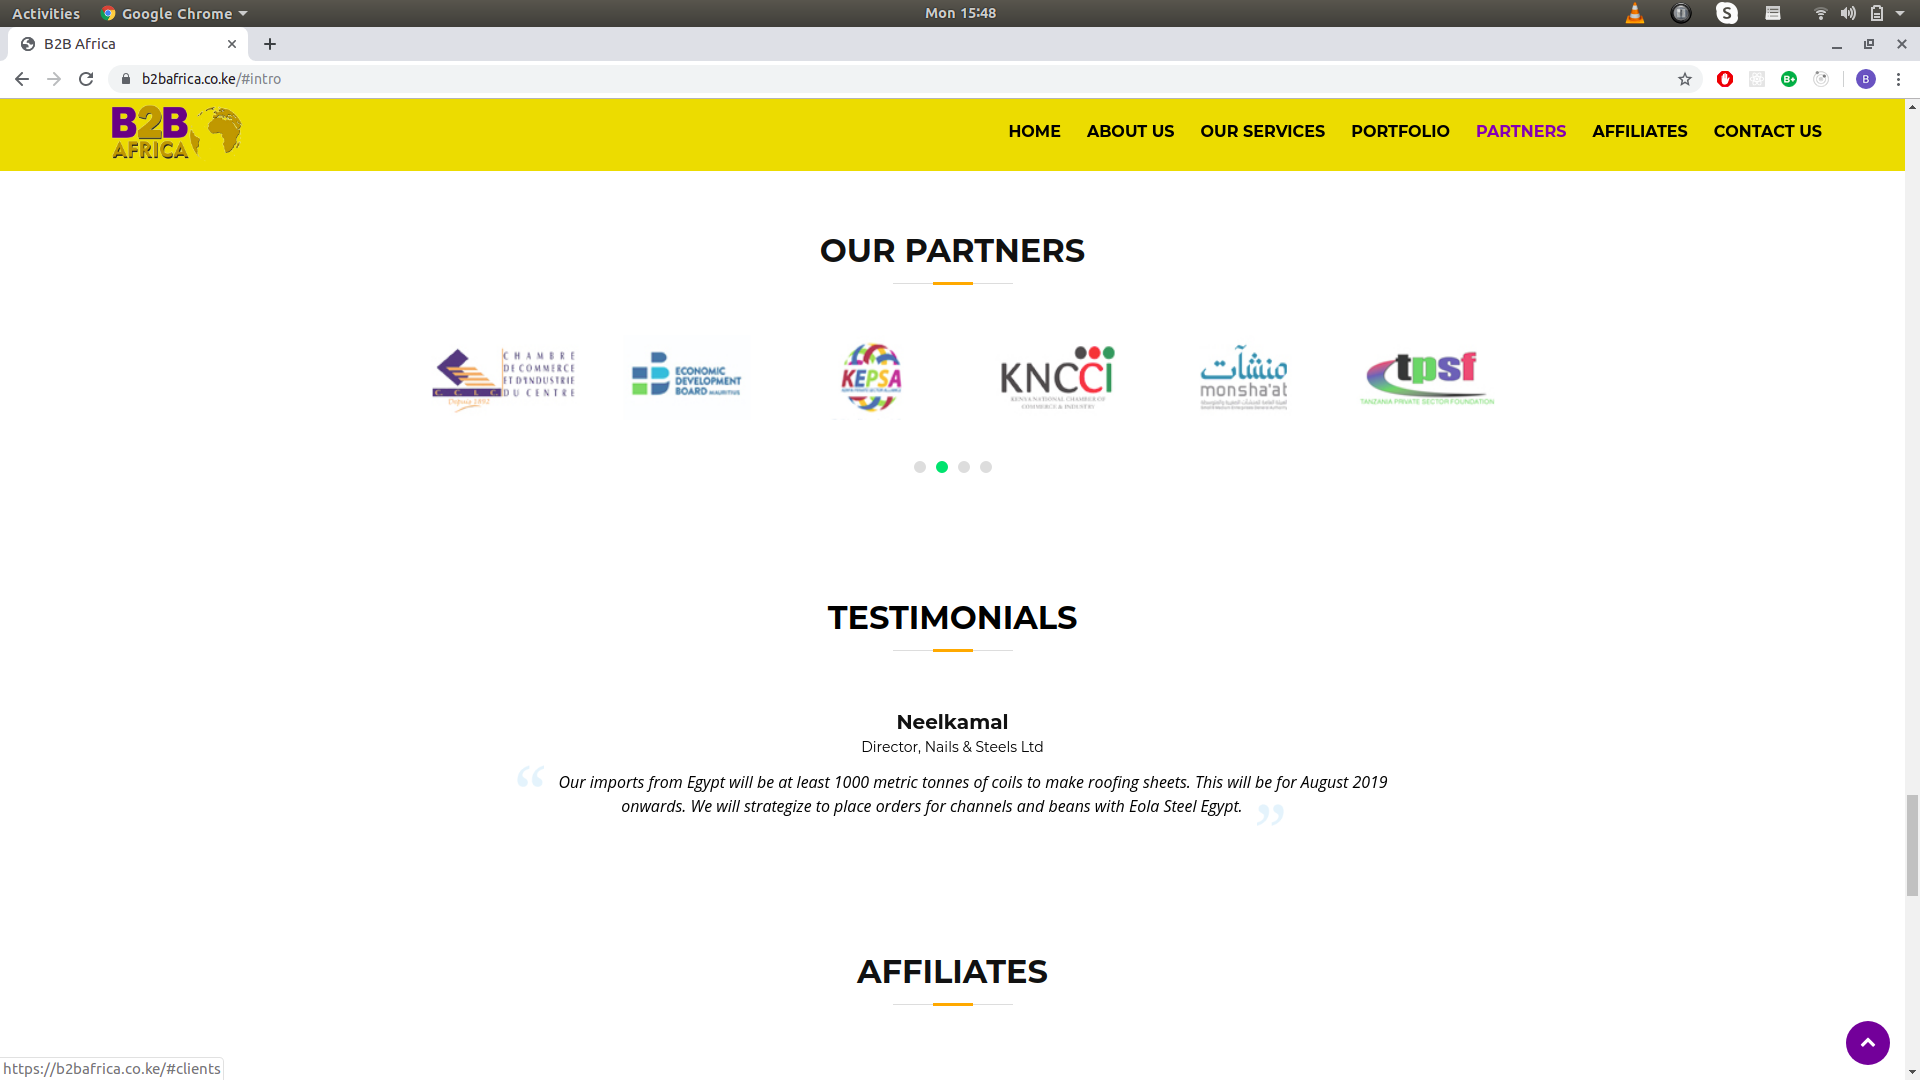 Activities
Google Chrome
Mon 15:48
B2B Africa
b2bafrica.co.ke/#intro
B
B2B
AFRICA
HOME
ABOUT US
OUR SERVICES
PORTFOLIO
PARTNERS
AFFILIATES
CONTACT US
OUR PARTNERS
CHAMBRE
DE COMMERCE
ET D'INDUSTRIE
DU CENTRE
Depuis 1892
ECONOMIC
DEVELOPMENT
BOARD MAURITIUS
KEPSA
KNCCI
KENYA NATIONAL CHAMBER OF
COMMERCE & INDUSTRY
منشآت
monsha'at
tpsf
TANZANIA PRIVATE SECTOR FOUNDATION
TESTIMONIALS
Neelkamal
Director, Nails & Steels Ltd
“ Our imports from Egypt will be at least 1000 metric tonnes of coils to make roofing sheets. This will be for August 2019
onwards. We will strategize to place orders for channels and beans with Eola Steel Egypt. ”
AFFILIATES
https://b2bafrica.co.ke/#clients